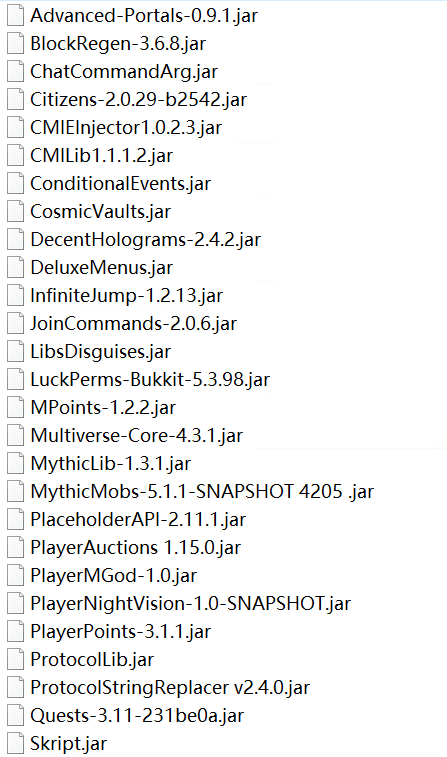 Advanced-Portals-0.9.1.jar
BlockRegen-3.6.8.jar
ChatCommandArg.jar
Citizens-2.0.29-b2542.jar
CMIEInjector1.0.2.3.jar
CMILib1.1.1.2.jar
ConditionalEvents.jar
CosmicVaults.jar
DecentHolograms-2.4.2.jar
DeluxeMenus.jar
InfiniteJump-1.2.13.jar
JoinCommands-2.0.6.jar
LibsDisguises.jar
LuckPerms-Bukkit-5.3.98.jar
MPoints-1.2.2.jar
Multiverse-Core-4.3.1.jar
MythicLib-1.3.1.jar
MythicMobs-5.1.1-SNAPSHOT 4205 .jar
PlaceholderAPI-2.11.1.jar
PlayerAuctions 1.15.0.jar
PlayerMGod-1.0.jar
PlayerNightVision-1.0-SNAPSHOT.jar
PlayerPoints-3.1.1.jar
ProtocolLib.jar
ProtocolStringReplacer v2.4.0.jar
Quests-3.11-231be0a.jar
Skript.jar